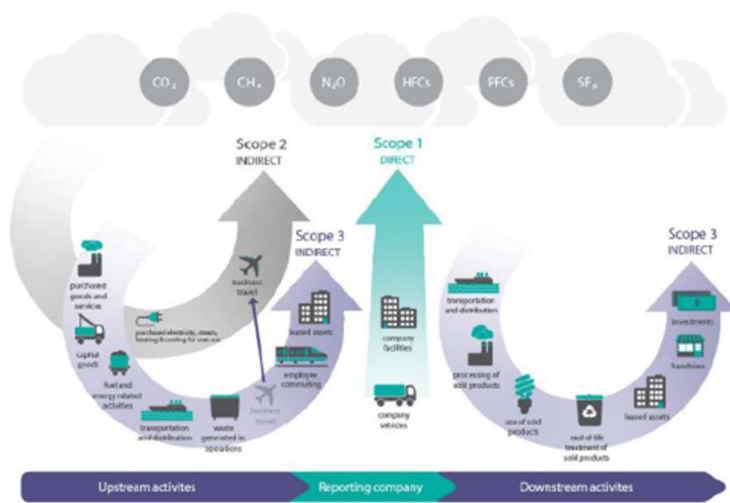 CO₂ CH₄ N₂O HFCs PFCs SF₆
Scope 2
INDIRECT
Scope 1
DIRECT
Scope 3
INDIRECT
Scope 3
INDIRECT
purchased
goods and
services
capital
goods
fuel and
energy related
activities
transportation
and distribution
waste
generated in
operations
business
travel
purchased electricity, steam,
heating & cooling for own use
business
travel
employee
commuting
leased assets
company
facilities
company
vehicles
transportation
and distribution
processing of
sold products
use of sold
products
end-of-life
treatment of
sold products
leased assets
franchises
investments
Upstream activites
Reporting company
Downstream activites